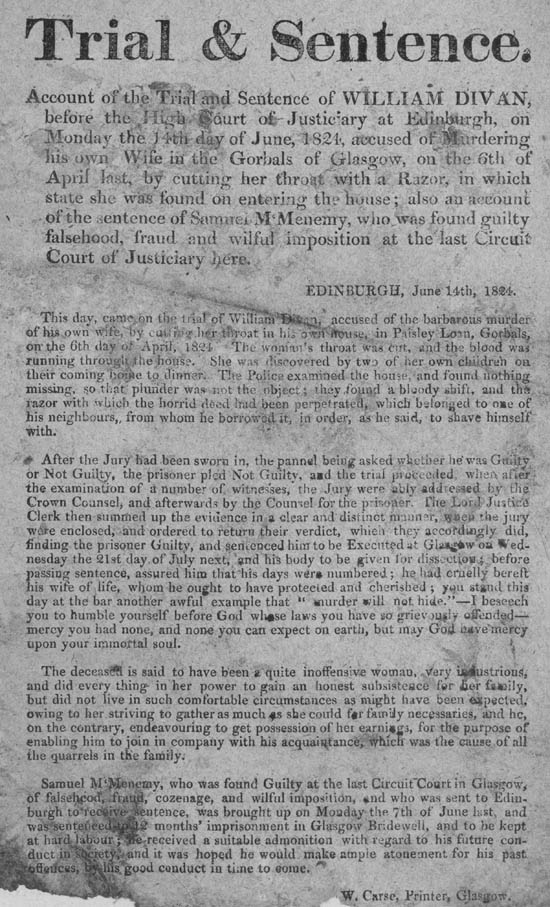 Trial & Sentence.
Account of the Trial and Sentence of WILLIAM DIVAN,
before the High Court of Justiciary at Edinburgh, on
Monday the 14th day of June, 1824, accused of Murdering
his own Wife in the Gorbals of Glasgow, on the 6th of
April last, by cutting her throat with a Razor, in which
state she was found on entering the house; also an account
of the sentence of Samuel M'Menemy, who was found guilty
falsehood, fraud and wilful imposition at the last Circuit
Court of Justiciary here.
EDINBURGH, June 14th, 1824.
This day, came on the trial of William Divan, accused of the barbarous murder
of his own wife, by cutting her throat in his own house, in Paisley Loan, Gorbals,
on the 6th day of April, 1824. The woman's throat was cut, and the blood was
running through the house. She was discovered by two of her own children on
their coming home to dinner. The Police examined the house, and found nothing
missing, so that plunder was not the object; they found a bloody shift, and the
razor with which the horrid deed had been perpetrated, which belonged to one of
his neighbours, from whom he borrowed it, in order, as he said, to shave himself
with.
After the Jury had been sworn in, the pannel being asked whether he was Guilty
or Not Guilty, the prisoner pled Not Guilty, and the trial proceeded, when after
the examination of a number of witnesses, the Jury were ably addressed by the
Crown Counsel, and afterwards by the Counsel for the prisoner. The Lord Justice
Clerk then summed up the evidence in a clear and distinct manner, when the jury
were enclosed, and ordered to return their verdict, which they accordingly did,
finding the prisoner Guilty, and sentenced him to be Executed at Glasgow on Wed-
nesday the 21st day of July next, and his body to be given for dissection; before
passing sentence, assured him that his days were numbered; he had cruelly bereft
his wife of life, whom he ought to have protected and cherished; you stand this
day at the bar another awful example that " murder will not hide."—I beseech
you to humble yourself before God whose laws you have so grievously offended—
mercy you had none, and none you can expect on earth, but may God have mercy
upon your immortal soul.
The deceased is said to have been a quite inoffensive woman, very industrious,
and did every thing in her power to gain an honest subsistence for her family,
but did not live in such comfortable circumstances as might have been expected,
owing to her striving to gather as much as she could for family necessaries, and he,
on the contrary, endeavouring to get possession of her earnings, for the purpose of
enabling him to join in company with his acquaintance, which was the cause of all
the quarrels in the family.
Samuel M'Menemy, who was found Guilty at the last Circuit Court in Glasgow,
of falsehood, fraud, cozenage, and wilful imposition, and who was sent to Edin-
burgh to receive sentence, was brought up on Monday the 7th of June last, and
was sentenced to 12 months' imprisonment in Glasgow Bridewell, and to be kept
at hard labour; he received a suitable admonition with regard to his future con-
duct in society, and it was hoped he would make ample atonement for his past
offences, by his good conduct in time to come.
W. Carse, Printer, Glasgow.